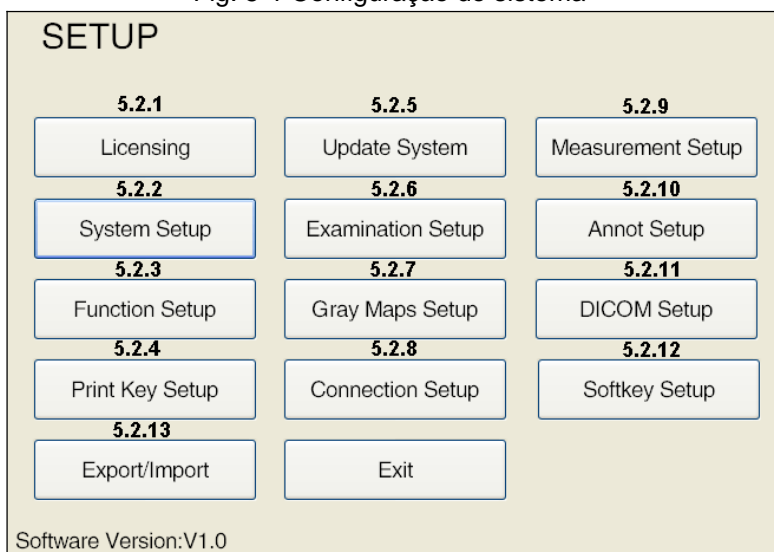 SETUP
5.2.1 5.2.5 5.2.9
Licensing Update System Measurement Setup
5.2.2 5.2.6 5.2.10
System Setup Examination Setup Annot Setup
5.2.3 5.2.7 5.2.11
Function Setup Gray Maps Setup DICOM Setup
5.2.4 5.2.8 5.2.12
Print Key Setup Connection Setup Softkey Setup
5.2.13
Export/Import Exit
Software Version:V1.0